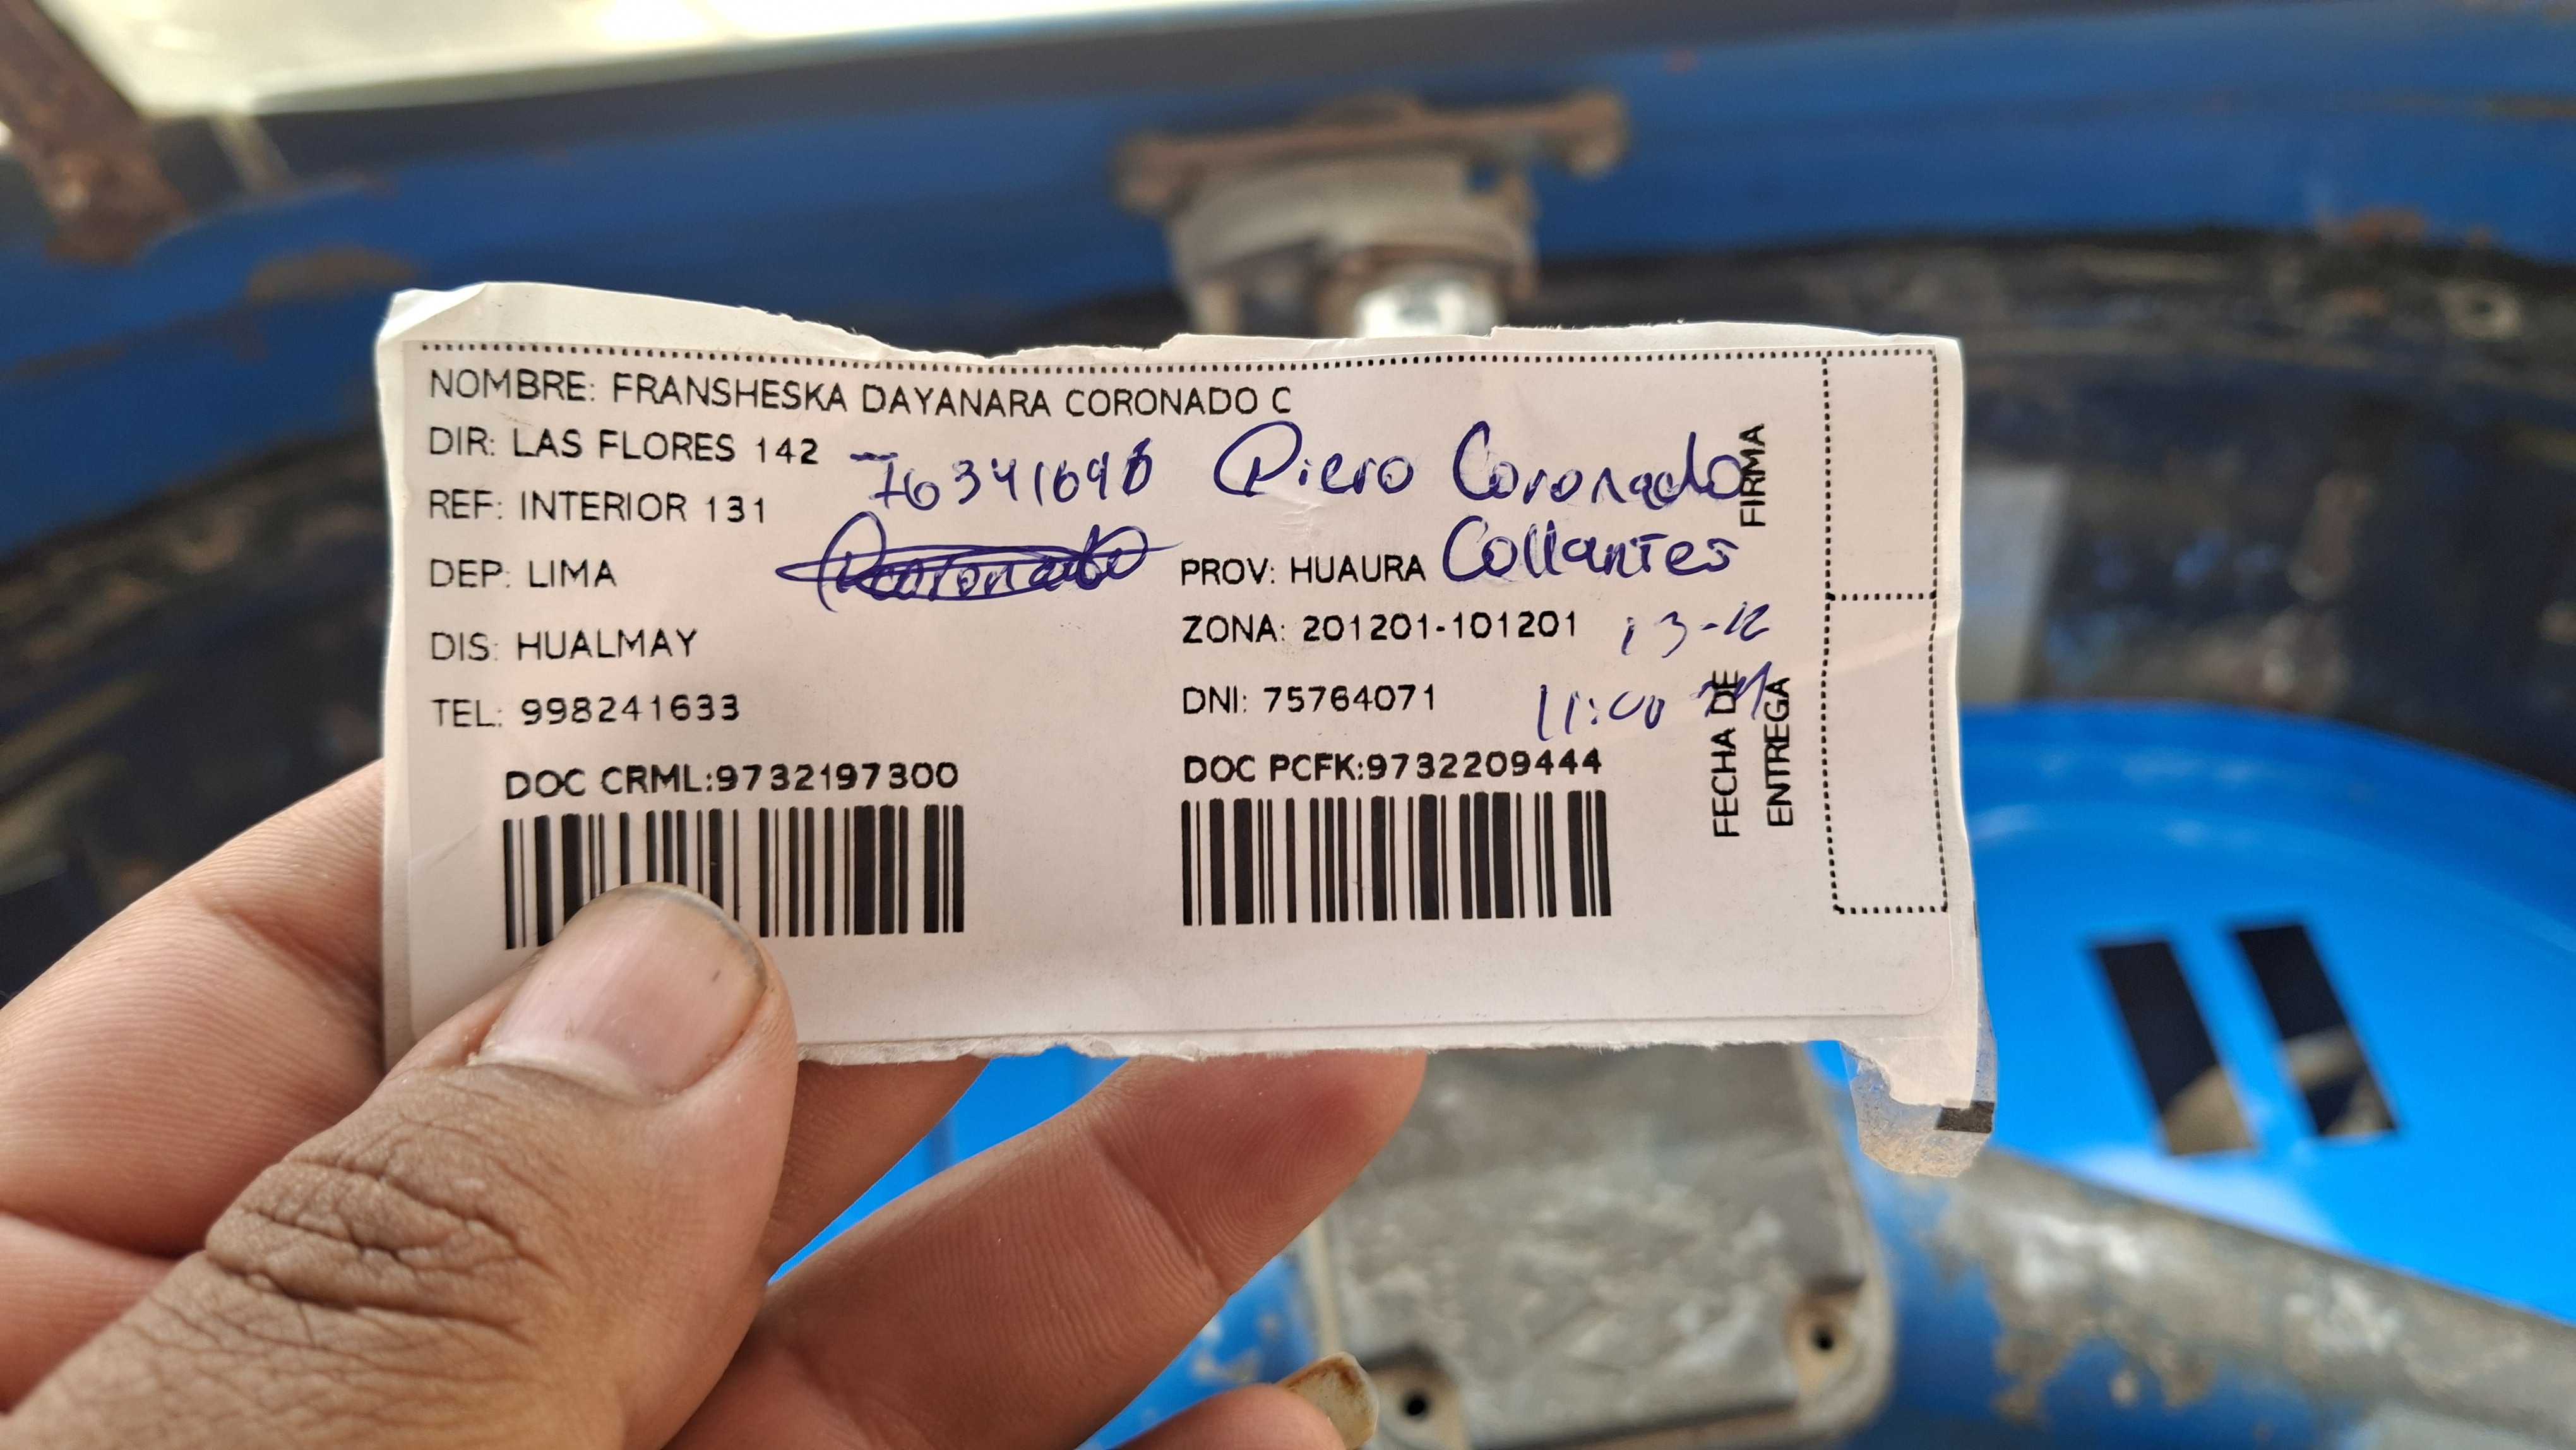 NOMBRE: FRANSHESKA DAYANARA CORONADO C
DIR: LAS FLORES 142
Piero Coronado
REF: INTERIOR 131
DEP: LIMA
PROV: HUAURA
Collantes
DIS: HUALMAY
ZONA: 201201-101201
13-12
TEL: 998241633
DNI: 75764071
11:00
DOC CRML:9732197300
DOC PCFK:9732209444
FIRMA
FECHA DE
ENTREGA